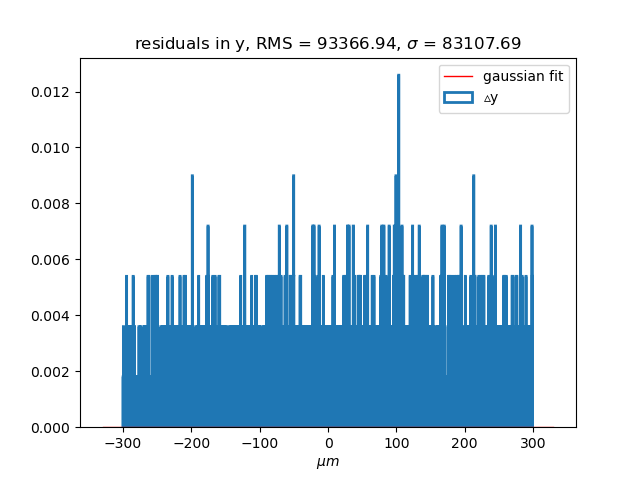 residuals in y, RMS = 93366.94, σ = 83107.69
gaussian fit
△y
0.012
0.010
0.008
0.006
0.004
0.002
0.000
−300 −200 −100 0 100 200 300
μm